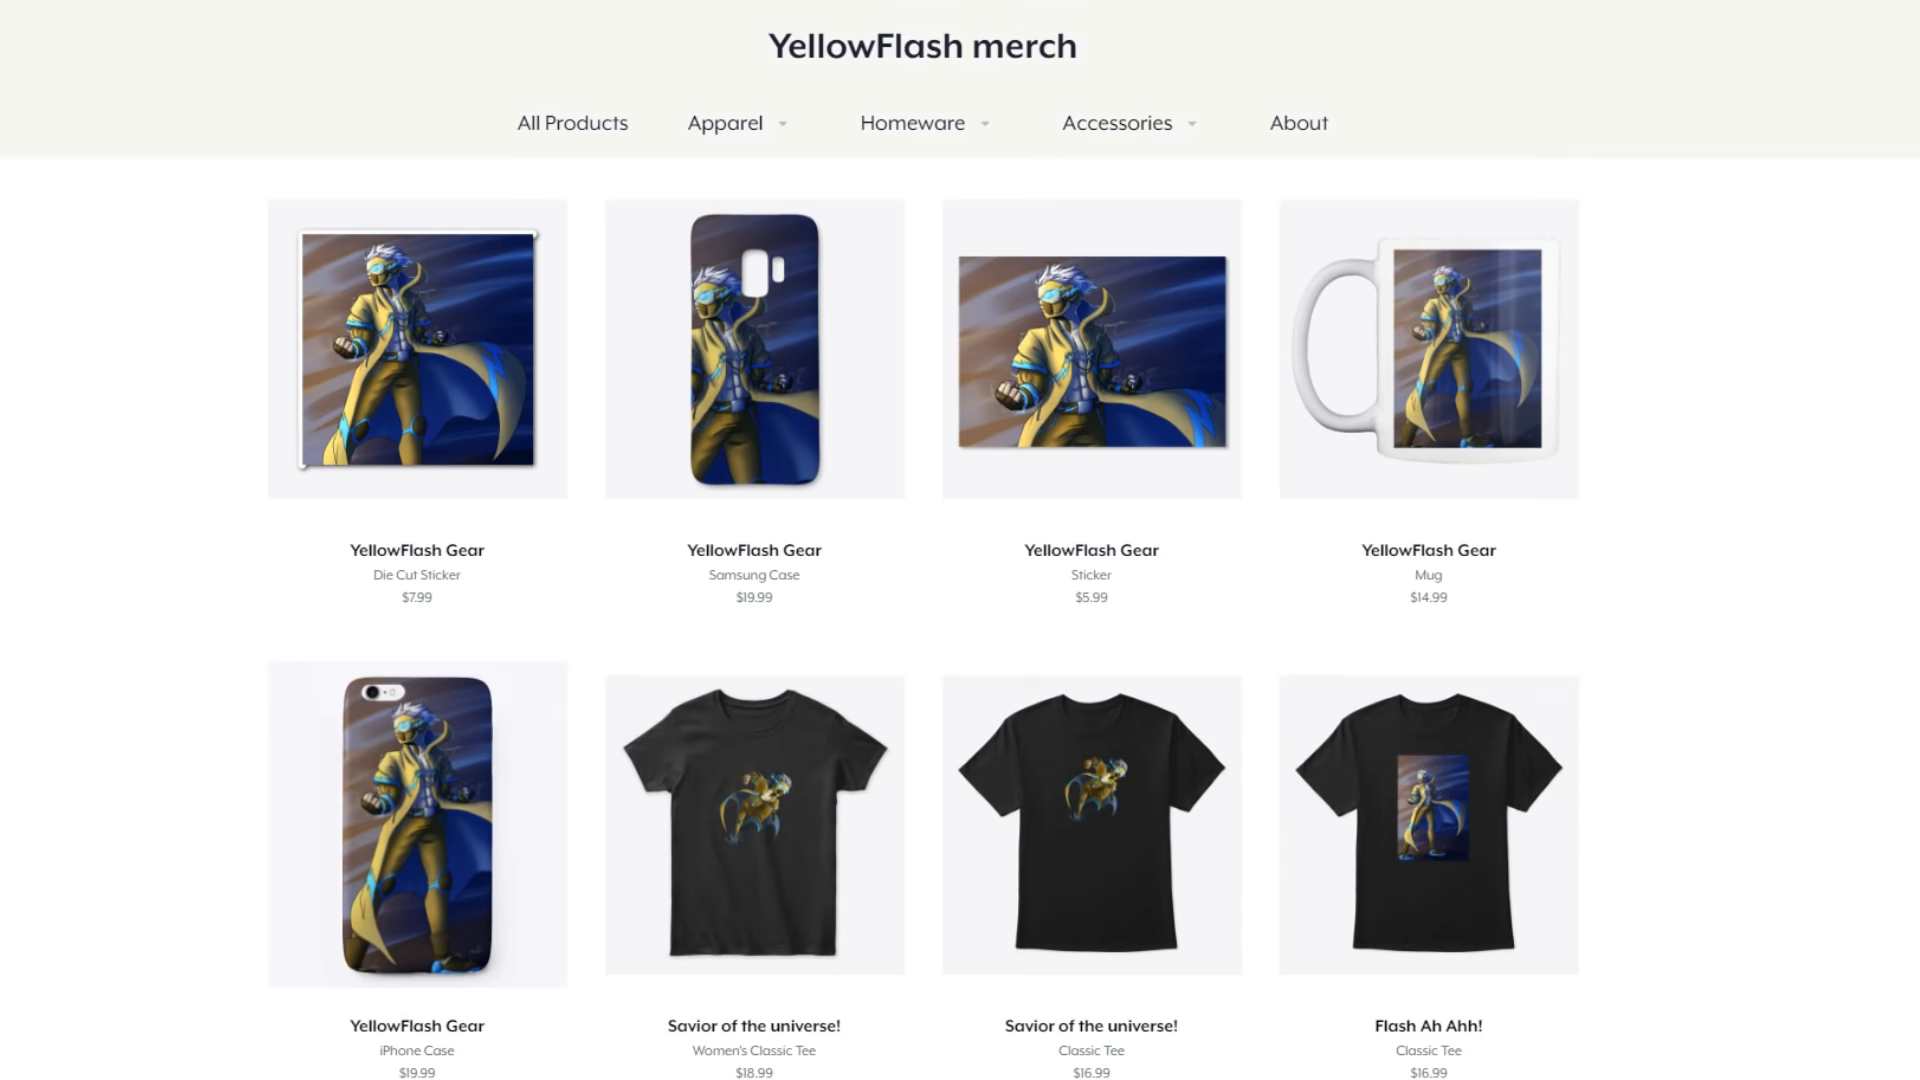 YellowFlash merch
All Products Apparel Homeware Accessories About
YellowFlash Gear
Die Cut Sticker
$7.99
YellowFlash Gear
Samsung Case
$19.99
YellowFlash Gear
Sticker
$5.99
YellowFlash Gear
Mug
$14.99
YellowFlash Gear
iPhone Case
$19.99
Savior of the universe!
Women's Classic Tee
$18.99
Savior of the universe!
Classic Tee
$16.99
Flash Ah Ahh!
Classic Tee
$16.99